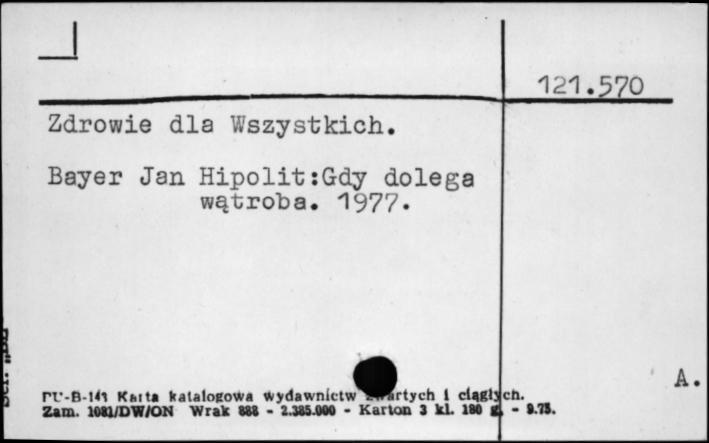 121.570
Zdrowie dla Wszystkich.
Bayer Jan Hipolit:Gdy dolega
wątroba. 1977.
A.
PU-B-141 Karta katalogowa wydawnictw zwartych i ciągłych.
Zam. 1081/DW/ON Wrak 888 - 2.385.000 - Karton 3 kl. 180 g. - 9.75.